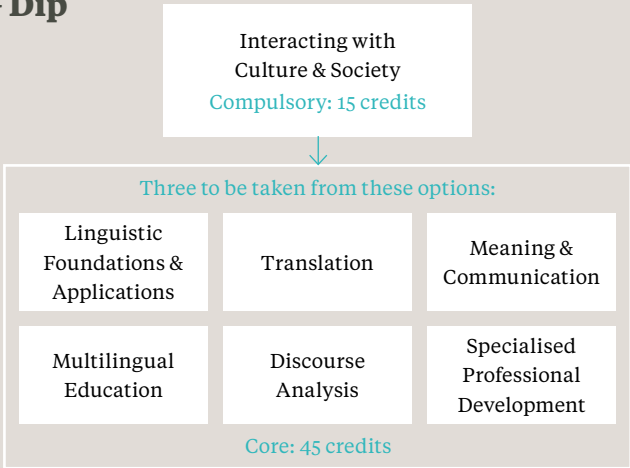 Dip
Interacting with
Culture & Society
Compulsory: 15 credits
Three to be taken from these options:
Linguistic
Foundations &
Applications
Translation
Meaning &
Communication
Multilingual
Education
Discourse
Analysis
Specialised
Professional
Development
Core: 45 credits